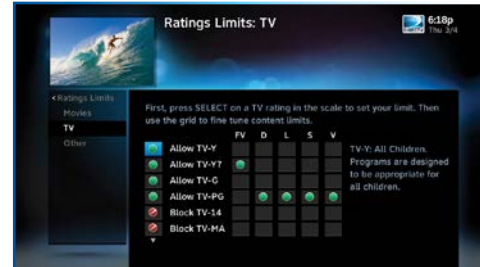 Ratings Limits: TV
6:18p
Thu 3/4
<Ratings Limits
Movies
TV
Other
First, press SELECT on a TV rating in the scale to set your limit. Then
use the grid to fine tune content limits.
FV D L S V
Allow TV-Y
Allow TV-Y7
Allow TV-G
Allow TV-PG
Block TV-14
Block TV-MA
TV-Y: All Children.
Programs are designed
to be appropriate for
all children.